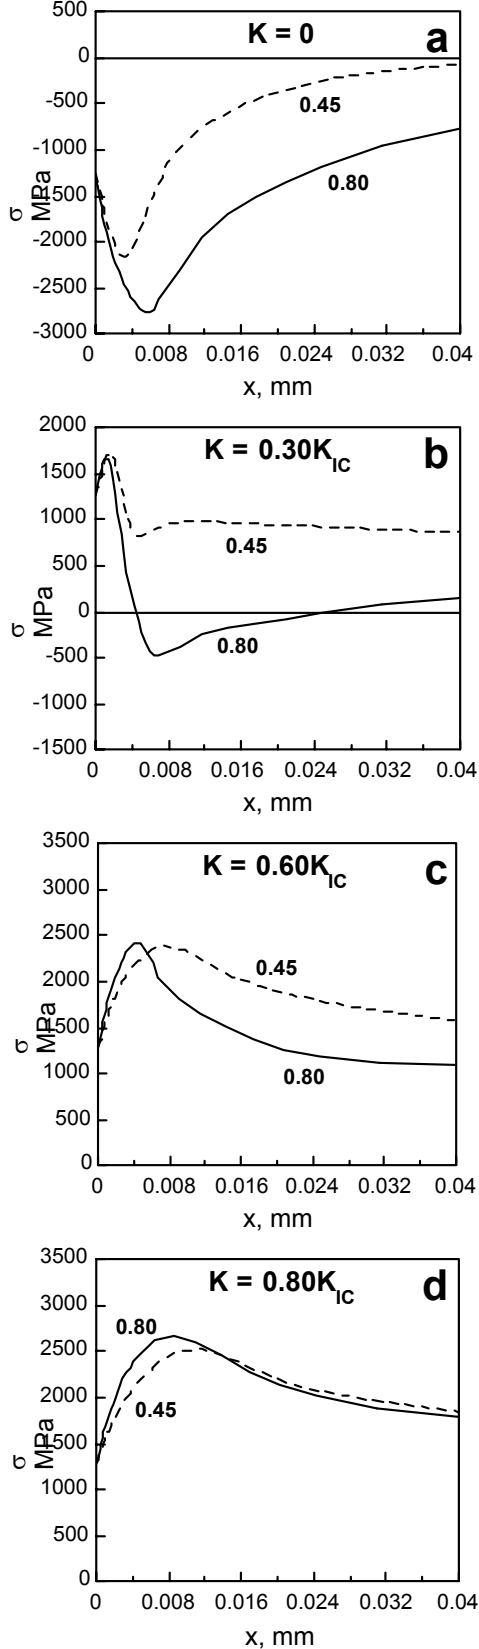 500
K = 0
a
0
-500
0.45
-1000
0.80
-1500
σ
MPa
-2000
-2500
-3000
0 0.008 0.016 0.024 0.032 0.04
x, mm
2000
K = 0.30K_IC
b
1500
1000
0.45
500
0
σ
MPa
0.80
-500
-1000
-1500
0 0.008 0.016 0.024 0.032 0.04
x, mm
3500
K = 0.60K_IC
c
3000
2500
0.45
2000
1500
σ
MPa
1000
0.80
500
0
0 0.008 0.016 0.024 0.032 0.04
x, mm
3500
K = 0.80K_IC
d
3000
0.80
2500
2000
0.45
1500
σ
MPa
1000
500
0
0 0.008 0.016 0.024 0.032 0.04
x, mm